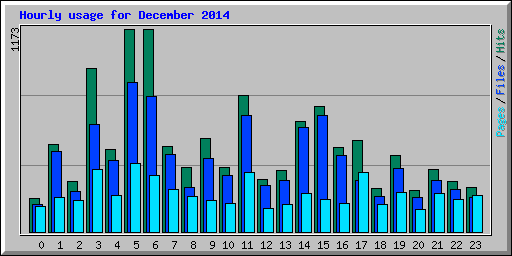 Hourly usage for December 2014
1173
Pages/Files/Hits
0 1 2 3 4 5 6 7 8 9 10 11 12 13 14 15 16 17 18 19 20 21 22 23